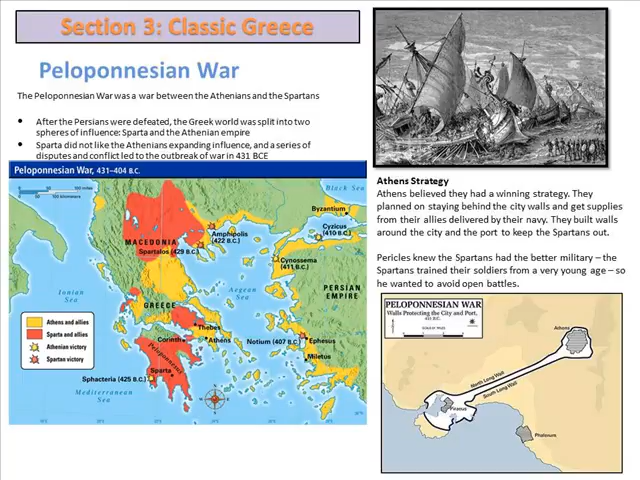 Section 3: Classic Greece
Peloponnesian War
The Peloponnesian War was a war between the Athenians and the Spartans
• After the Persians were defeated, the Greek world was split into two
spheres of influence: Sparta and the Athenian empire
• Sparta did not like the Athenians expanding influence, and a series of
disputes and conflict led to the outbreak of war in 431 BCE
Peloponnesian War, 431–404 B.C.
Black Sea
Byzantium
Cyzicus
(410 B.C.)
Amphipolis
(422 B.C.)
MACEDONIA
Spartalos (429 B.C.)
Cynossema
(411 B.C.)
Ionian
Sea
Aegean
Sea
PERSIAN
EMPIRE
GREECE
Athens and allies
Sparta and allies
Athenian victory
Spartan victory
Thebes
Corinth
Athens
Notium (407 B.C.)
Ephesus
Miletus
Peloponnesus
Sparta
Sphacteria (425 B.C.)
Mediterranean
Sea
Athens Strategy
Athens believed they had a winning strategy. They
planned on staying behind the city walls and get supplies
from their allies delivered by their navy. They built walls
around the city and the port to keep the Spartans out.
Pericles knew the Spartans had the better military – the
Spartans trained their soldiers from a very young age – so
he wanted to avoid open battles.
PELOPONNESIAN WAR
Walls Protecting the City and Port,
431 B.C.
Athens
North Long Wall
South Long Wall
Piraeus
Phaleron